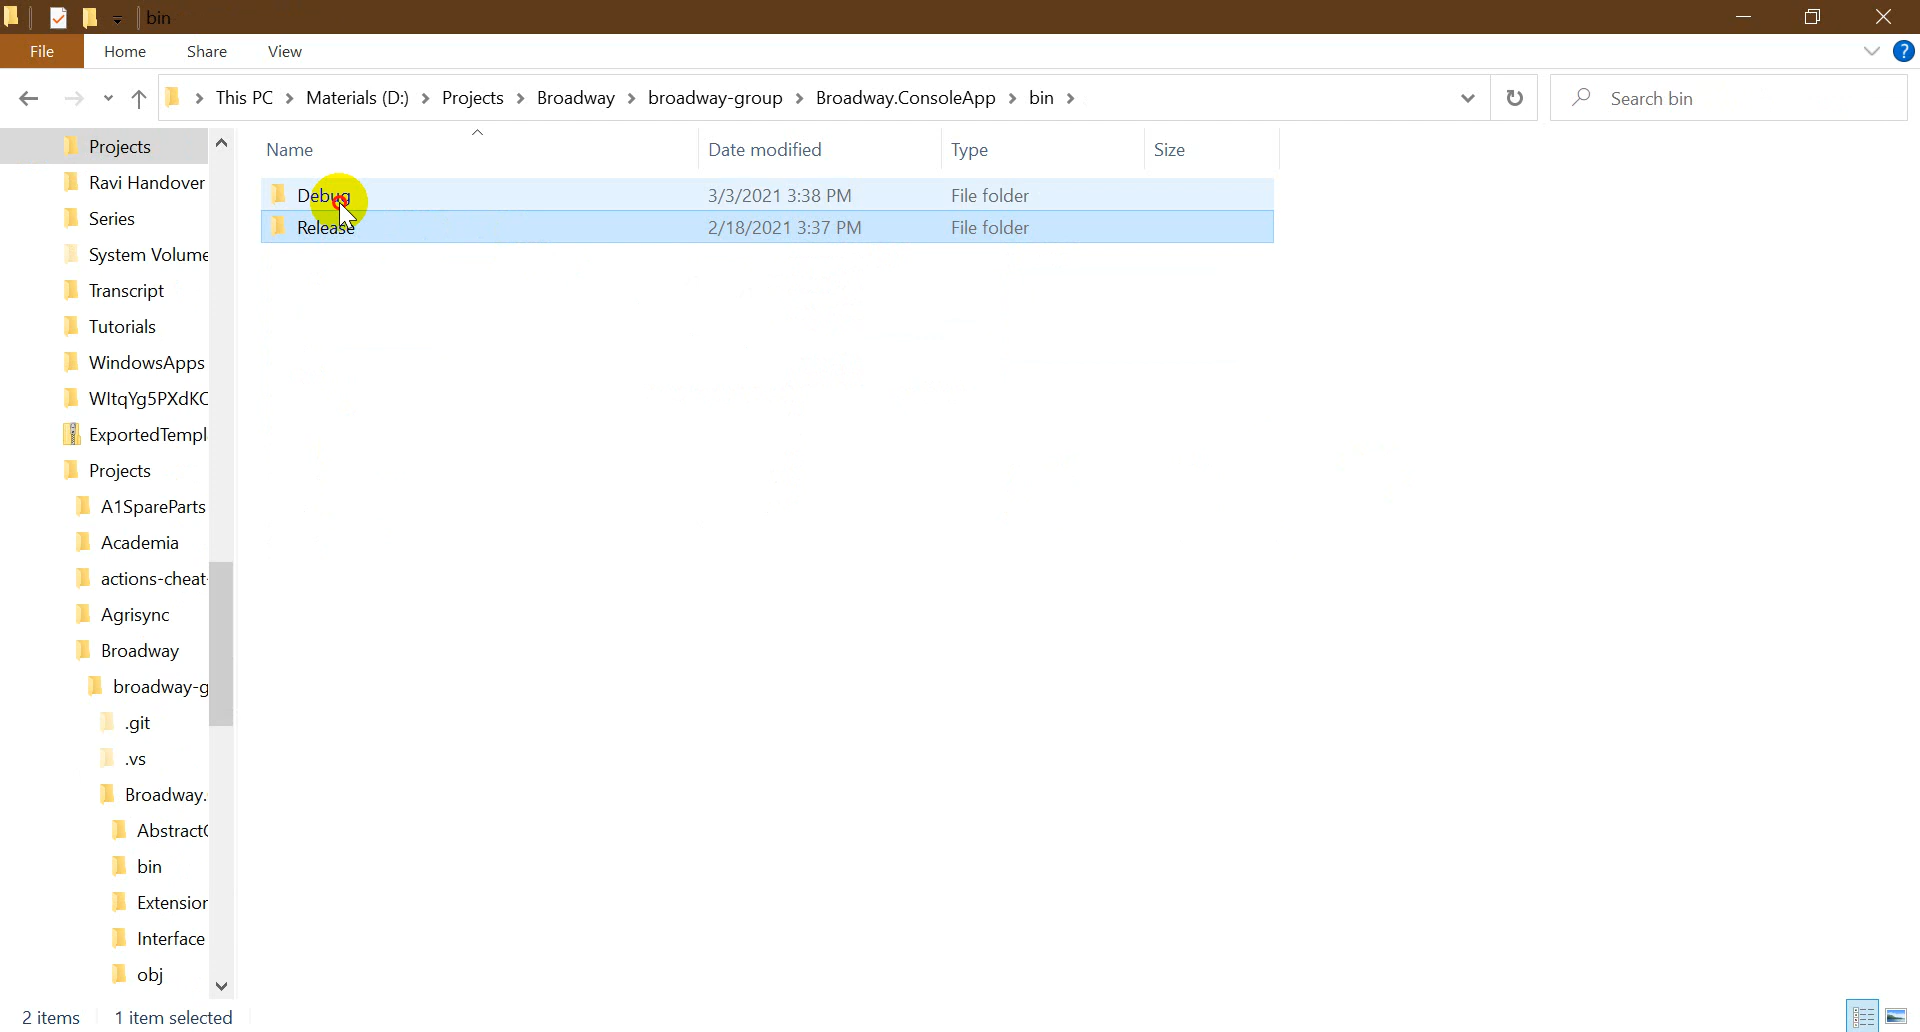 bin
File Home Share View
This PC Materials (D:) Projects Broadway broadway-group Broadway.ConsoleApp bin
Search bin
Name Date modified Type Size
Debug 3/3/2021 3:38 PM File folder
Release 2/18/2021 3:37 PM File folder
Projects
Ravi Handover
Series
System Volume
Transcript
Tutorials
WindowsApps
ExportedTempl
Projects
A1SpareParts
Academia
actions-cheat-
Agrisync
Broadway
broadway-g
.git
.vs
Broadway.
Abstract
bin
Extension
Interface
obj
2 items 1 item selected